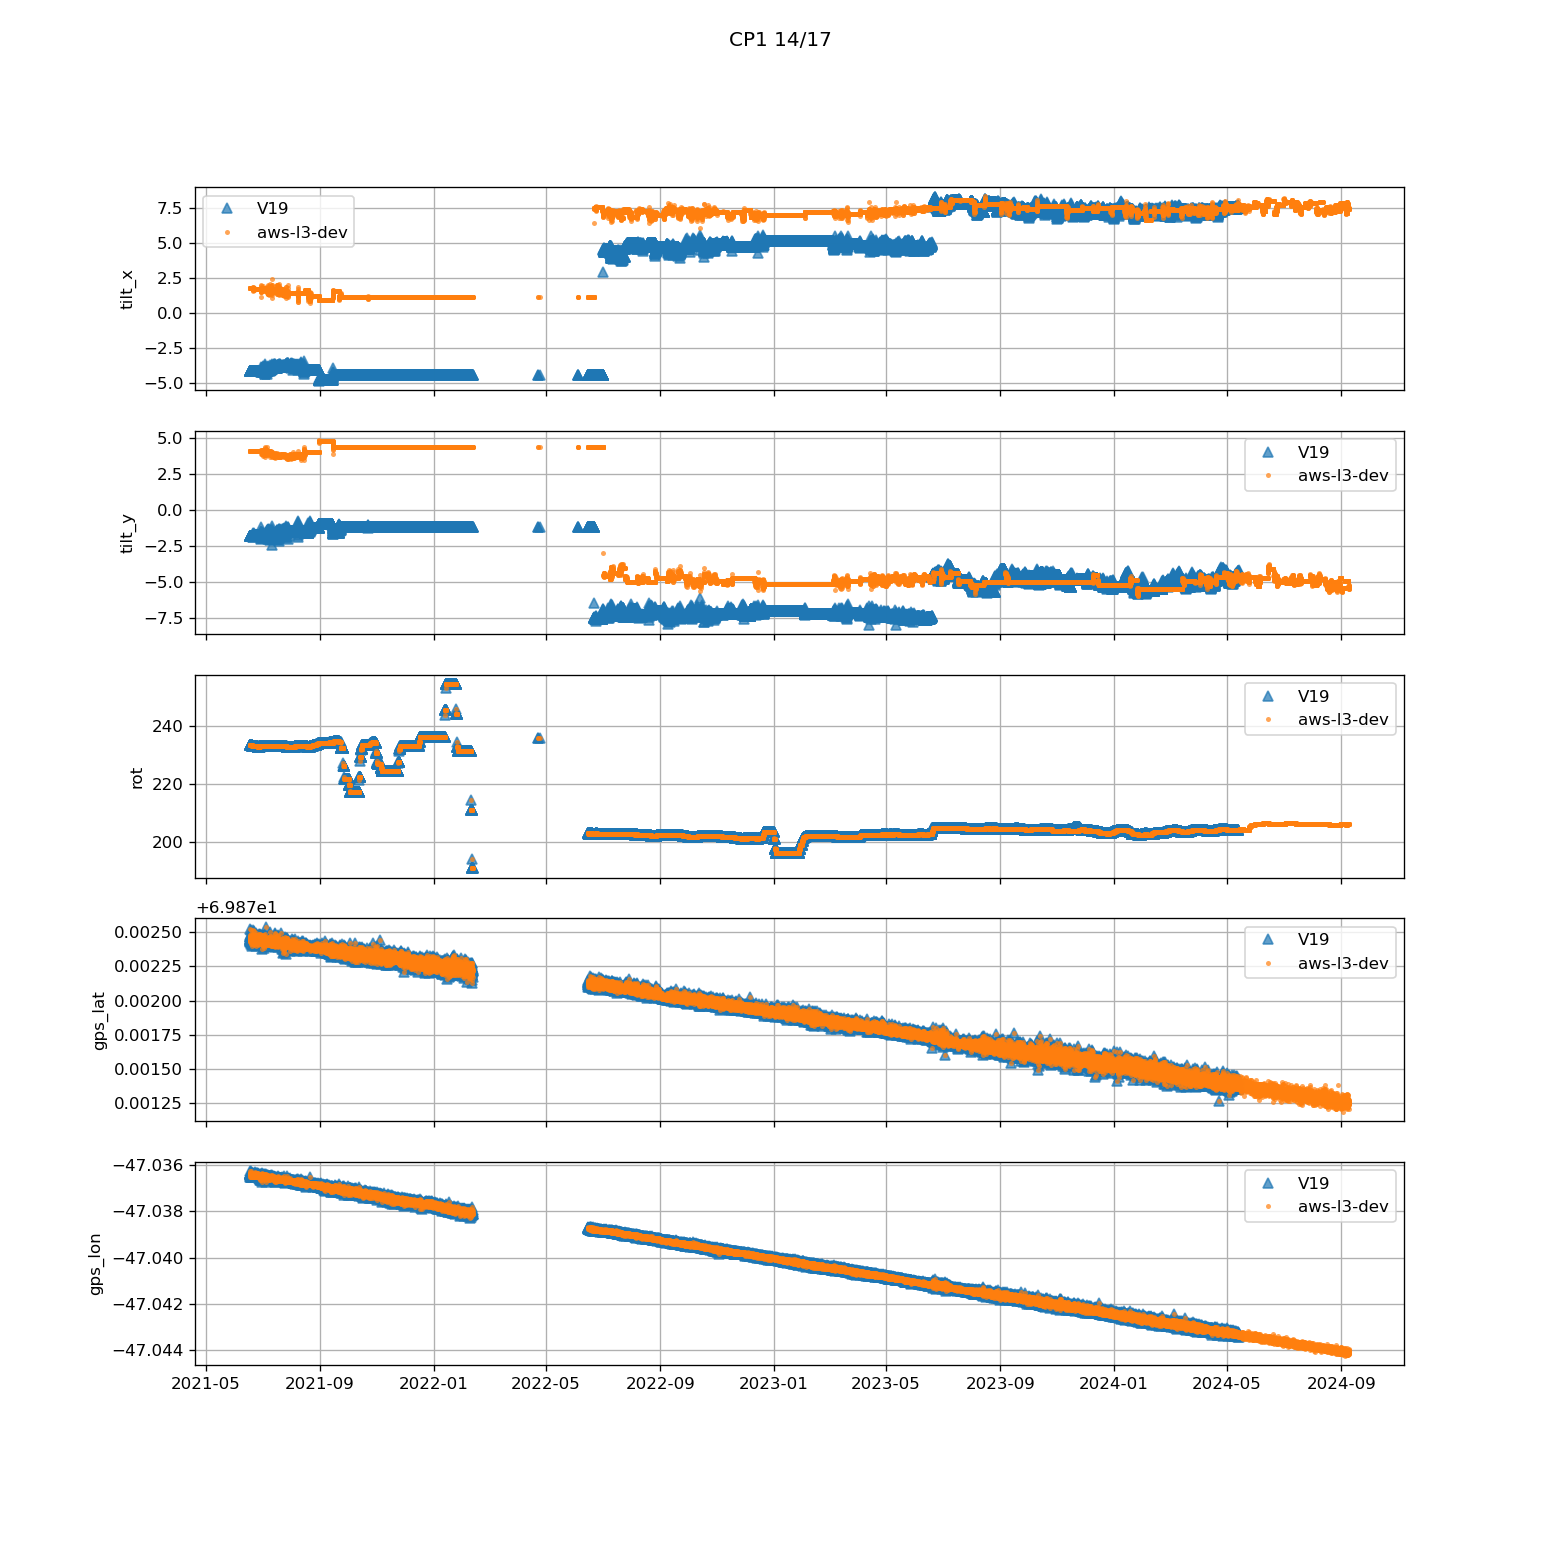 CP1 14/17
7.5
5.0
2.5
0.0
−2.5
−5.0
tilt_x
V19
aws-l3-dev
5.0
2.5
0.0
−2.5
−5.0
−7.5
tilt_y
V19
aws-l3-dev
240
220
200
rot
V19
aws-l3-dev
+6.987e1
0.00250
0.00225
0.00200
0.00175
0.00150
0.00125
gps_lat
V19
aws-l3-dev
−47.036
−47.038
−47.040
−47.042
−47.044
gps_lon
V19
aws-l3-dev
2021-05 2021-09 2022-01 2022-05 2022-09 2023-01 2023-05 2023-09 2024-01 2024-05 2024-09